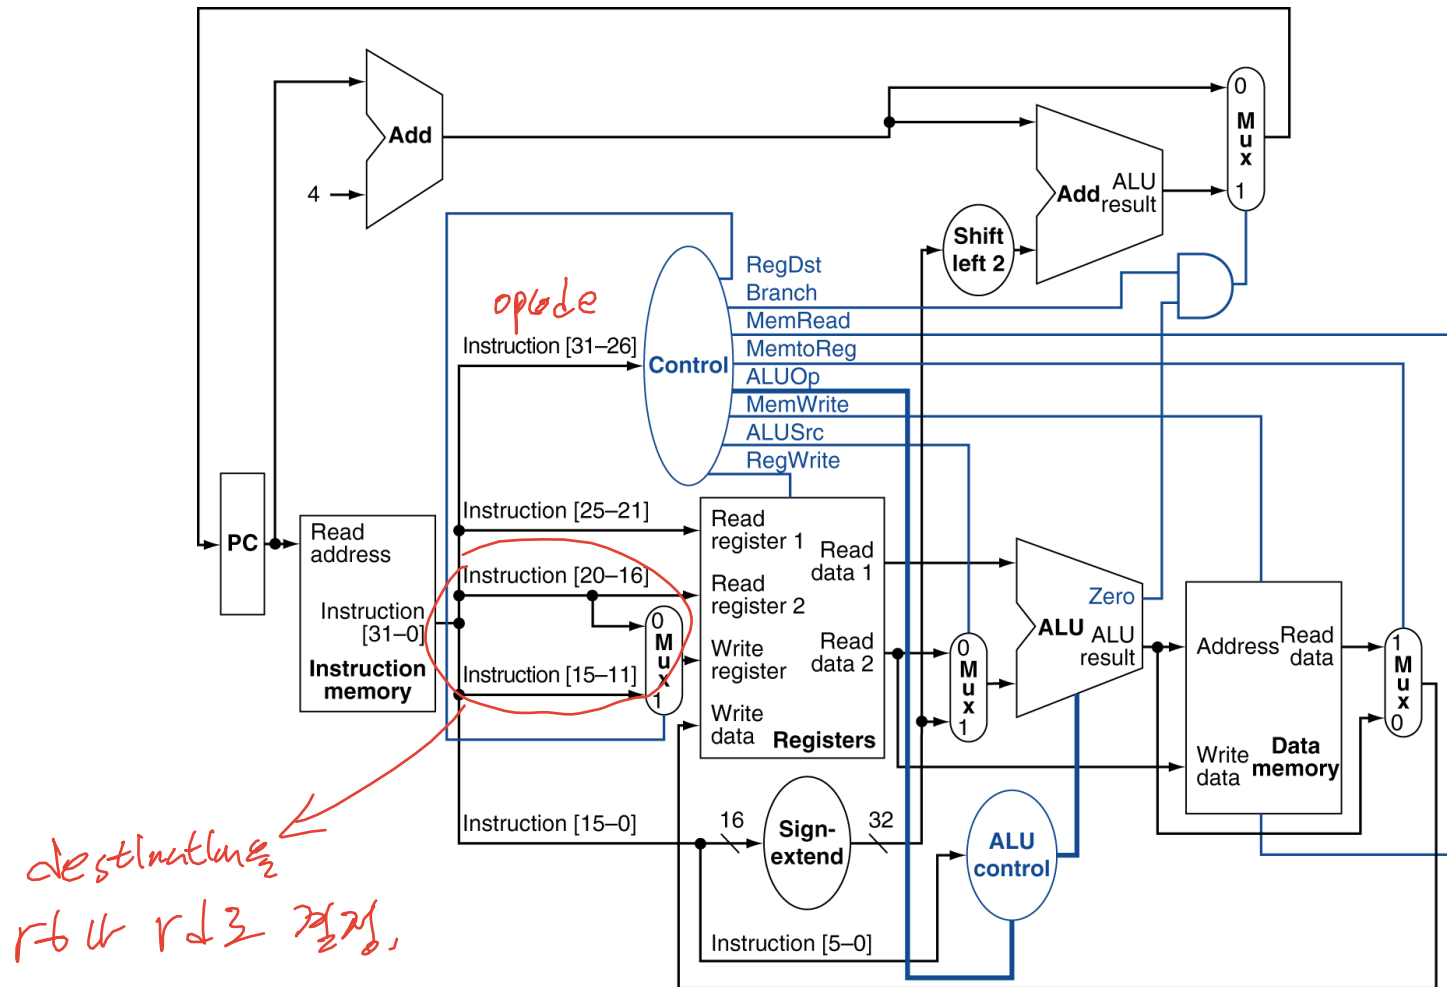 Add
4
Add ALU result
0
Mux
1
Shift left 2
RegDst
Branch
MemRead
MemtoReg
ALUOp
MemWrite
ALUSrc
RegWrite
opcode
Instruction [31–26]
Control
PC
Read address
Instruction [31–0]
Instruction memory
Instruction [25–21]
Instruction [20–16]
Instruction [15–11]
0
Mux
1
Read register 1
Read register 2
Write register
Write data
Registers
Read data 1
Read data 2
0
Mux
1
Zero
ALU
ALU result
Address
Read data
Write data
Data memory
1
Mux
0
Instruction [15–0]
16
Sign-extend
32
ALU control
Instruction [5–0]
destination을
rd로 결정.